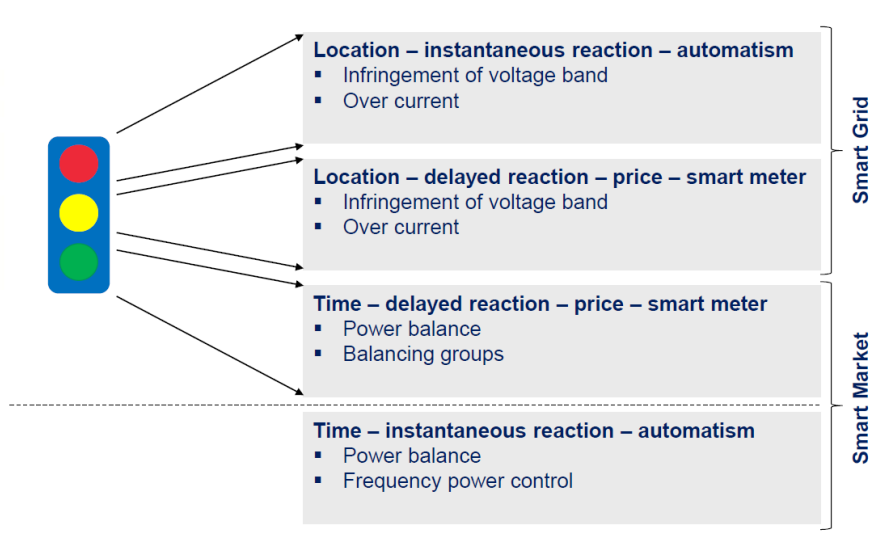 Location – instantaneous reaction – automatism
▪ Infringement of voltage band
▪ Over current
Location – delayed reaction – price – smart meter
▪ Infringement of voltage band
▪ Over current
Smart Grid
Time – delayed reaction – price – smart meter
▪ Power balance
▪ Balancing groups
Time – instantaneous reaction – automatism
▪ Power balance
▪ Frequency power control
Smart Market